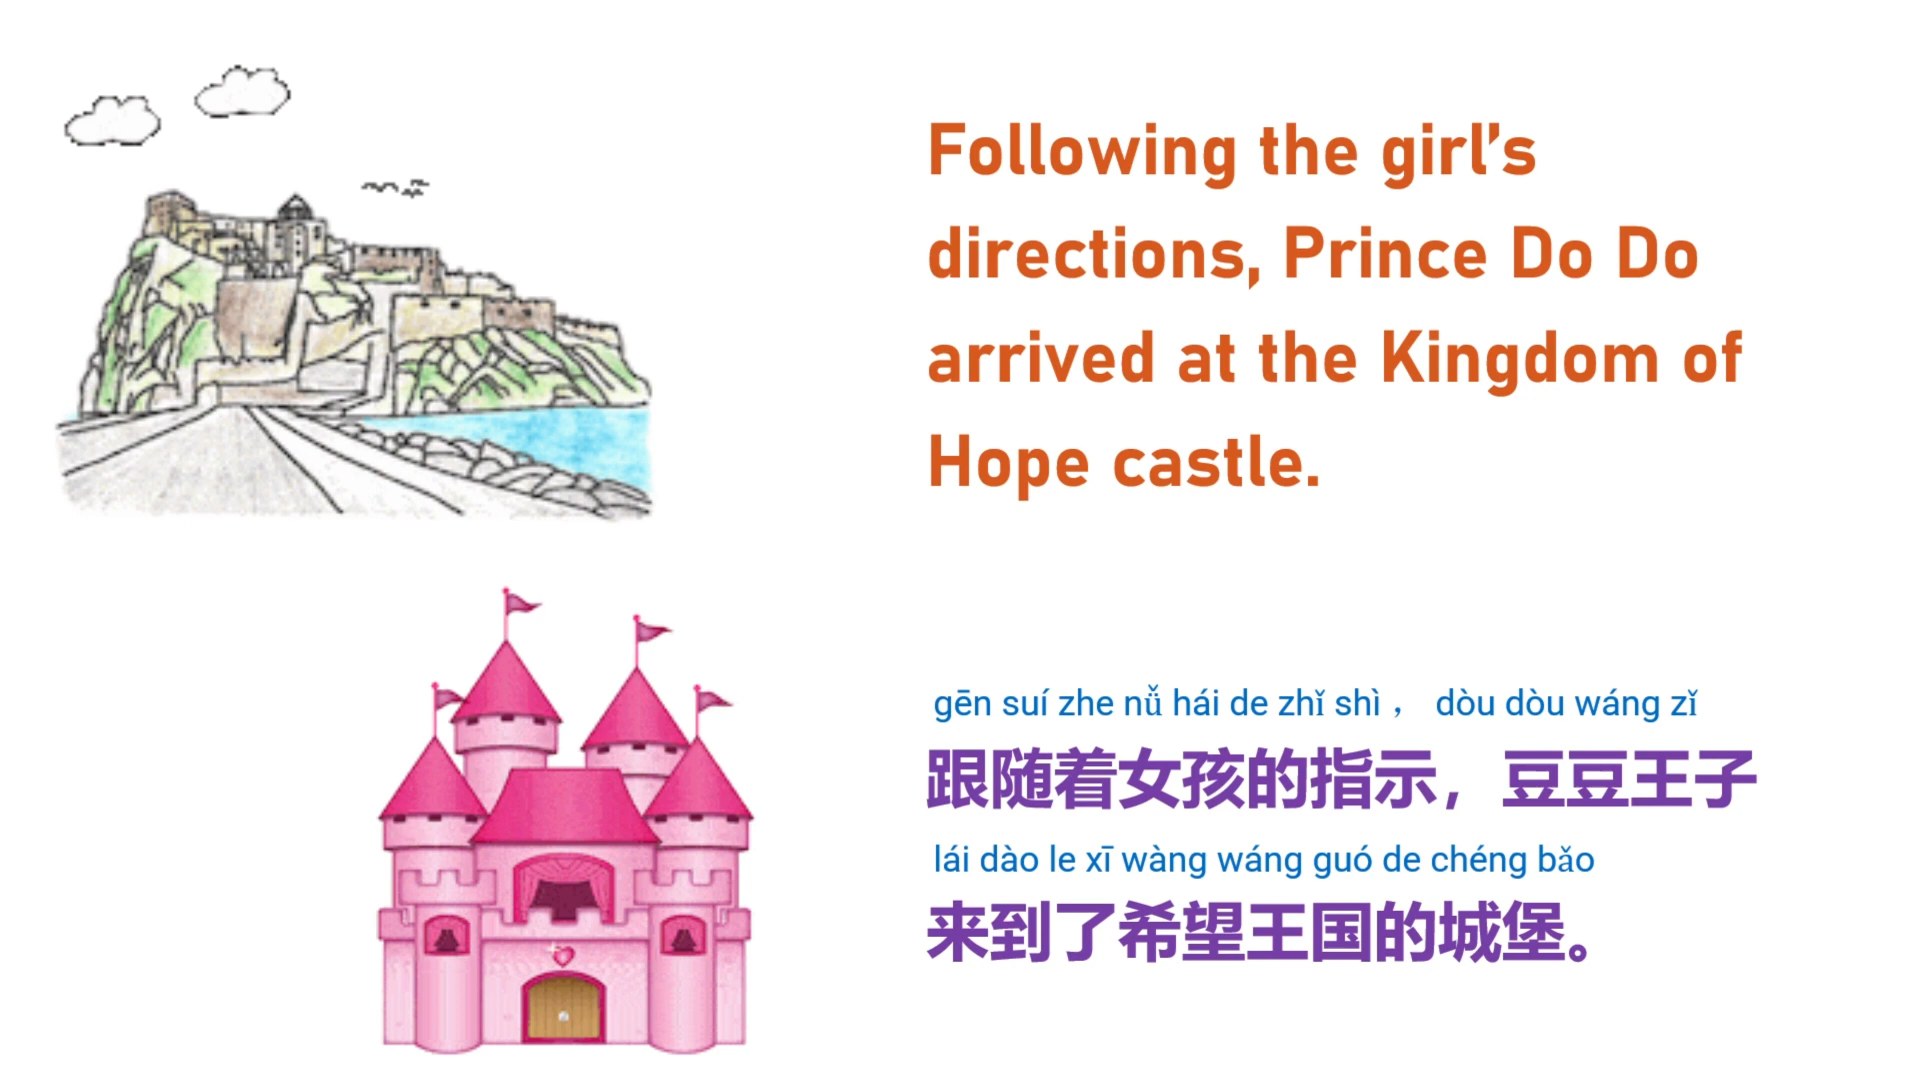 Following the girl’s
directions, Prince Do Do
arrived at the Kingdom of
Hope castle.
gēn suí zhe nǚ hái de zhǐ shì ， dòu dòu wáng zǐ
跟随着女孩的指示，豆豆王子
lái dào le xī wàng wáng guó de chéng bǎo
来到了希望王国的城堡。